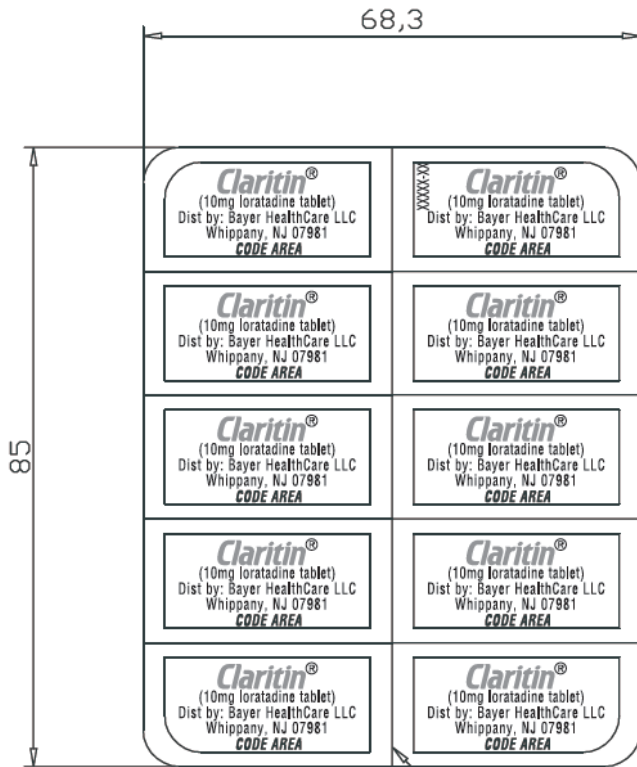 68,3
85
Claritin®
(10mg loratadine tablet)
Dist by: Bayer HealthCare LLC
Whippany, NJ 07981
CODE AREA
XXXXX-XX
Claritin®
(10mg loratadine tablet)
Dist by: Bayer HealthCare LLC
Whippany, NJ 07981
CODE AREA
Claritin®
(10mg loratadine tablet)
Dist by: Bayer HealthCare LLC
Whippany, NJ 07981
CODE AREA
Claritin®
(10mg loratadine tablet)
Dist by: Bayer HealthCare LLC
Whippany, NJ 07981
CODE AREA
Claritin®
(10mg loratadine tablet)
Dist by: Bayer HealthCare LLC
Whippany, NJ 07981
CODE AREA
Claritin®
(10mg loratadine tablet)
Dist by: Bayer HealthCare LLC
Whippany, NJ 07981
CODE AREA
Claritin®
(10mg loratadine tablet)
Dist by: Bayer HealthCare LLC
Whippany, NJ 07981
CODE AREA
Claritin®
(10mg loratadine tablet)
Dist by: Bayer HealthCare LLC
Whippany, NJ 07981
CODE AREA
Claritin®
(10mg loratadine tablet)
Dist by: Bayer HealthCare LLC
Whippany, NJ 07981
CODE AREA
Claritin®
(10mg loratadine tablet)
Dist by: Bayer HealthCare LLC
Whippany, NJ 07981
CODE AREA